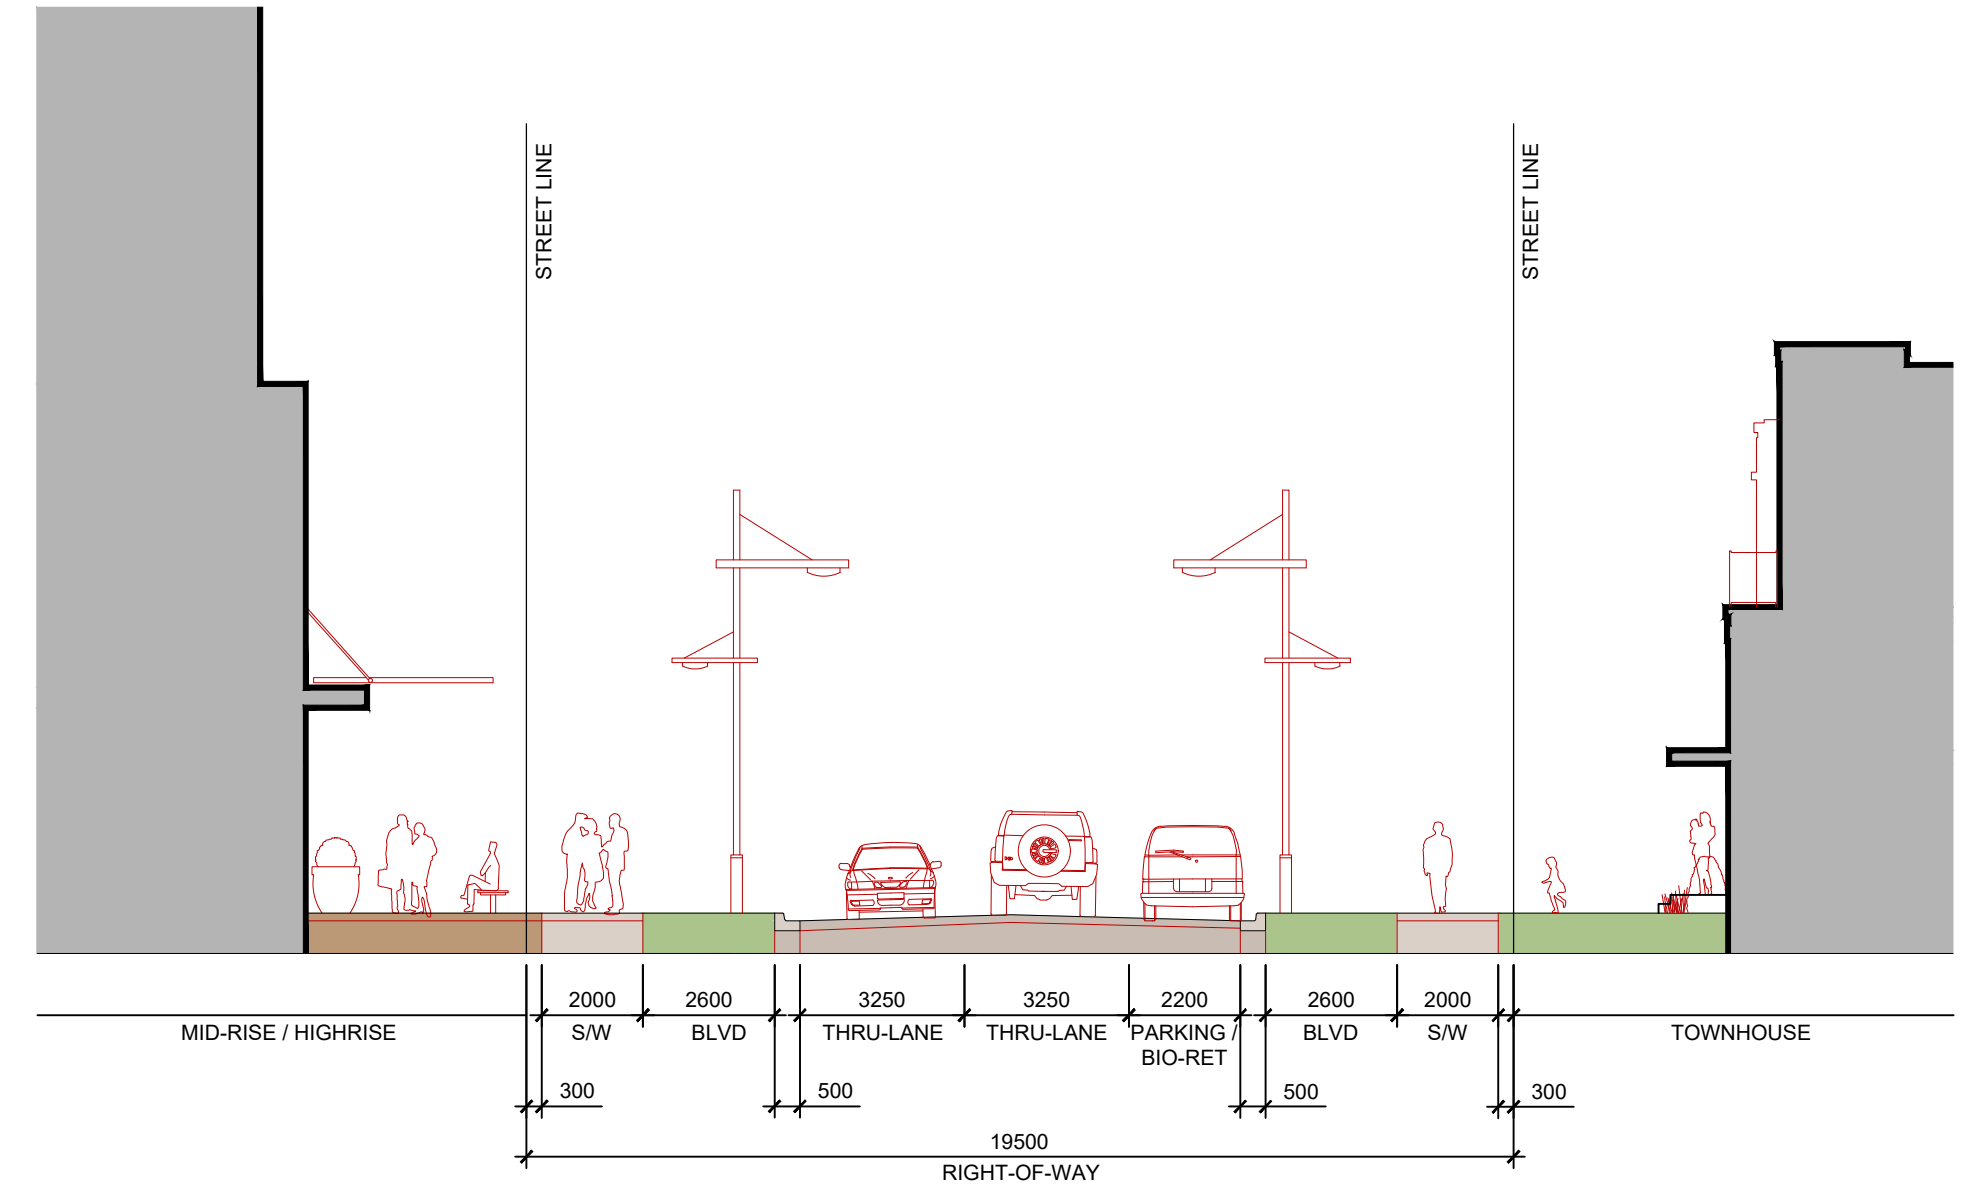 STREET LINE
STREET LINE
2000
2600
3250
3250
2200
2600
2000
MID-RISE / HIGHRISE
S/W
BLVD
THRU-LANE
THRU-LANE
PARKING /
BIO-RET
BLVD
S/W
TOWNHOUSE
300
500
500
300
19500
RIGHT-OF-WAY